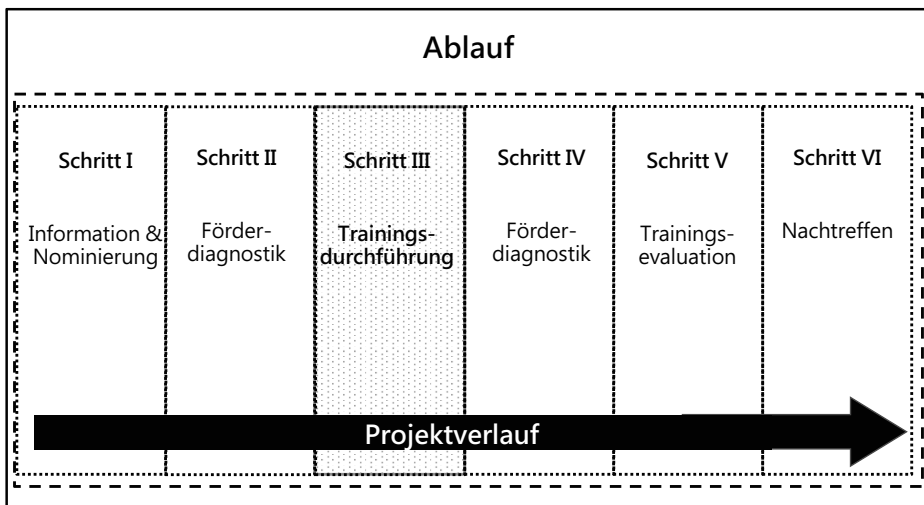 Ablauf
Schritt I
Information &
Nominierung
Schritt II
Förder-
diagnostik
Schritt III
Trainings-
durchführung
Schritt IV
Förder-
diagnostik
Schritt V
Trainings-
evaluation
Schritt VI
Nachtreffen
Projektverlauf